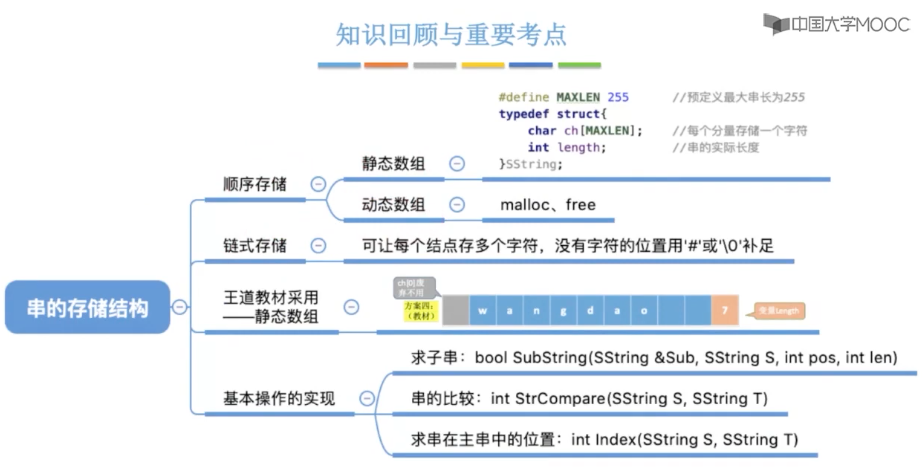 知识回顾与重要考点
中国大学MOOC
#define MAXLEN 255 //预定义最大串长为255
typedef struct{
char ch[MAXLEN]; //每个分量存储一个字符
int length; //串的实际长度
}SString;
静态数组
顺序存储
动态数组
malloc、free
链式存储
可让每个结点存多个字符，没有字符的位置用'#'或'\0'补足
串的存储结构
王道教材采用
——静态数组
ch[0]废
弃不用
方案四：
（教材）
w a n g d a o 7
变量Length
基本操作的实现
求子串：bool SubString(SString &Sub, SString S, int pos, int len)
串的比较：int StrCompare(SString S, SString T)
求串在主串中的位置：int Index(SString S, SString T)